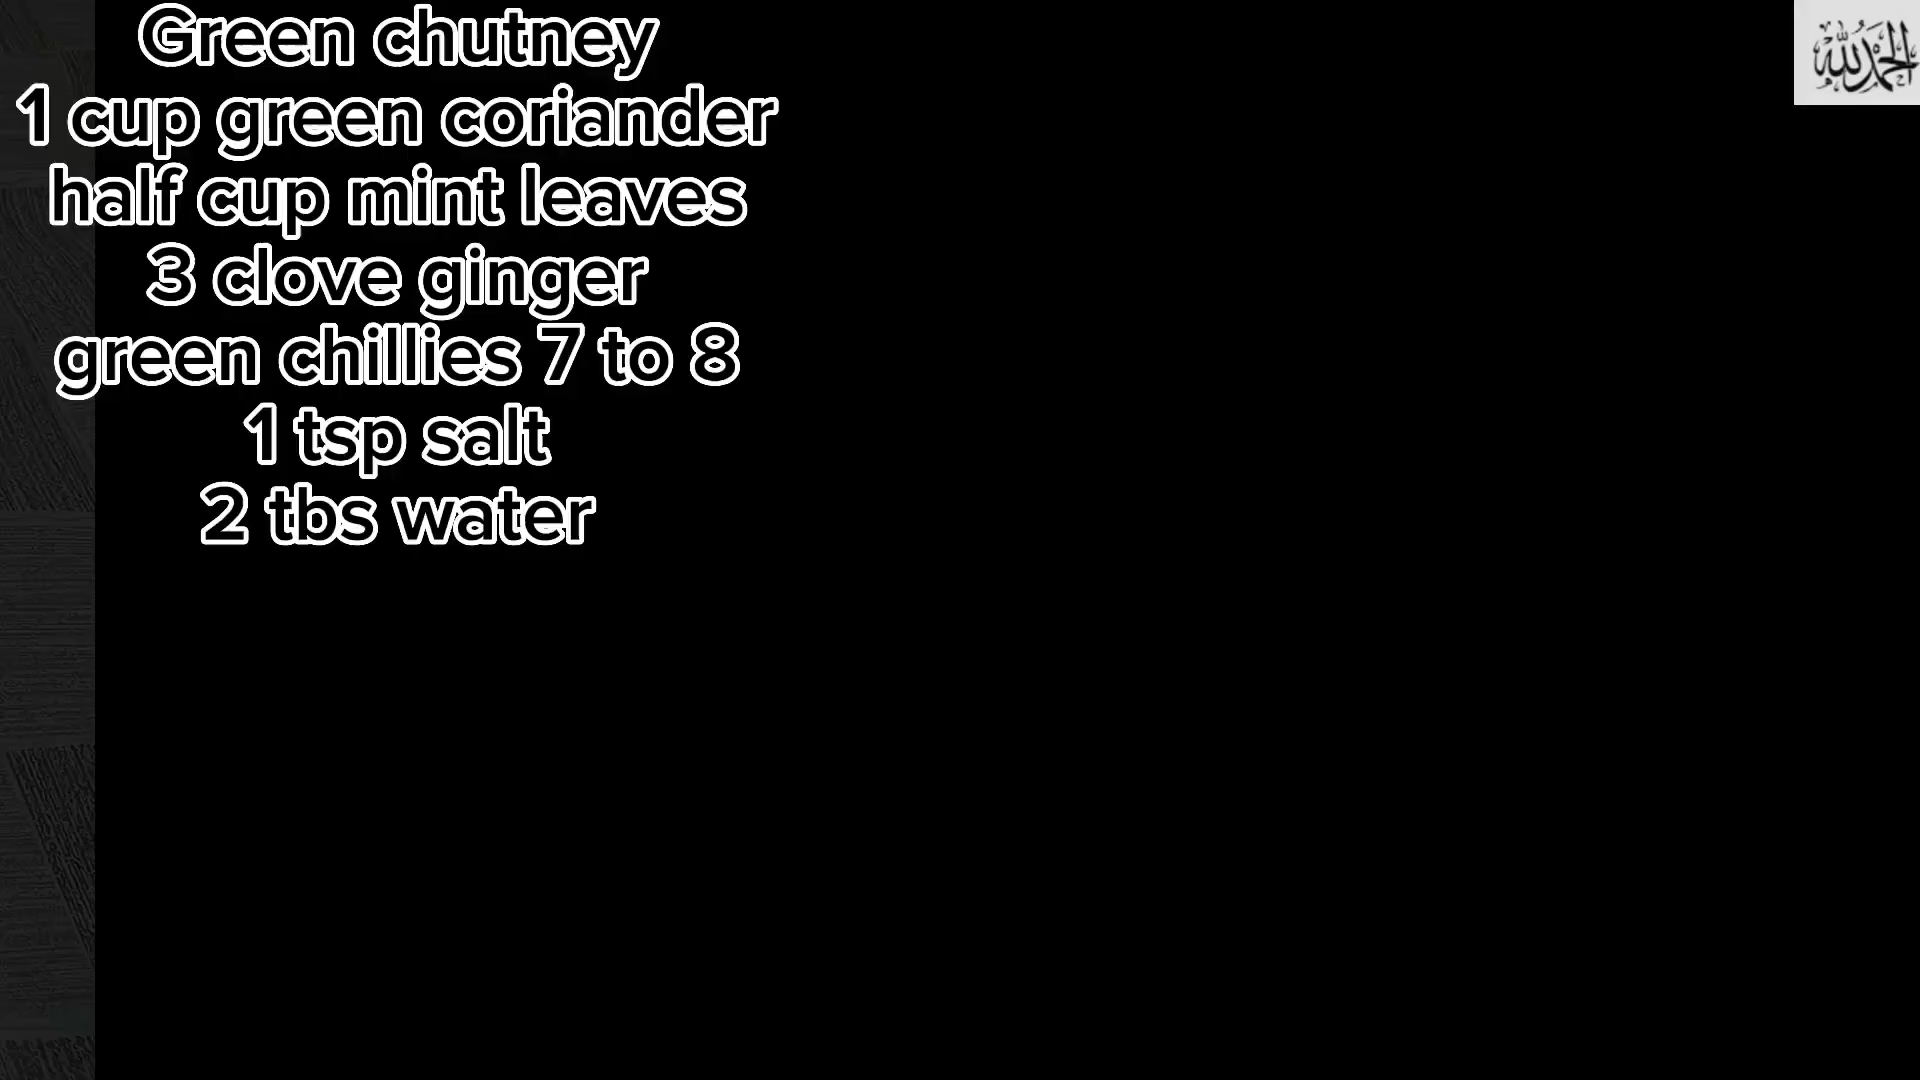 Green chutney
1 cup green coriander
half cup mint leaves
3 clove ginger
green chillies 7 to 8
1 tsp salt
2 tbs water
الحمد لله